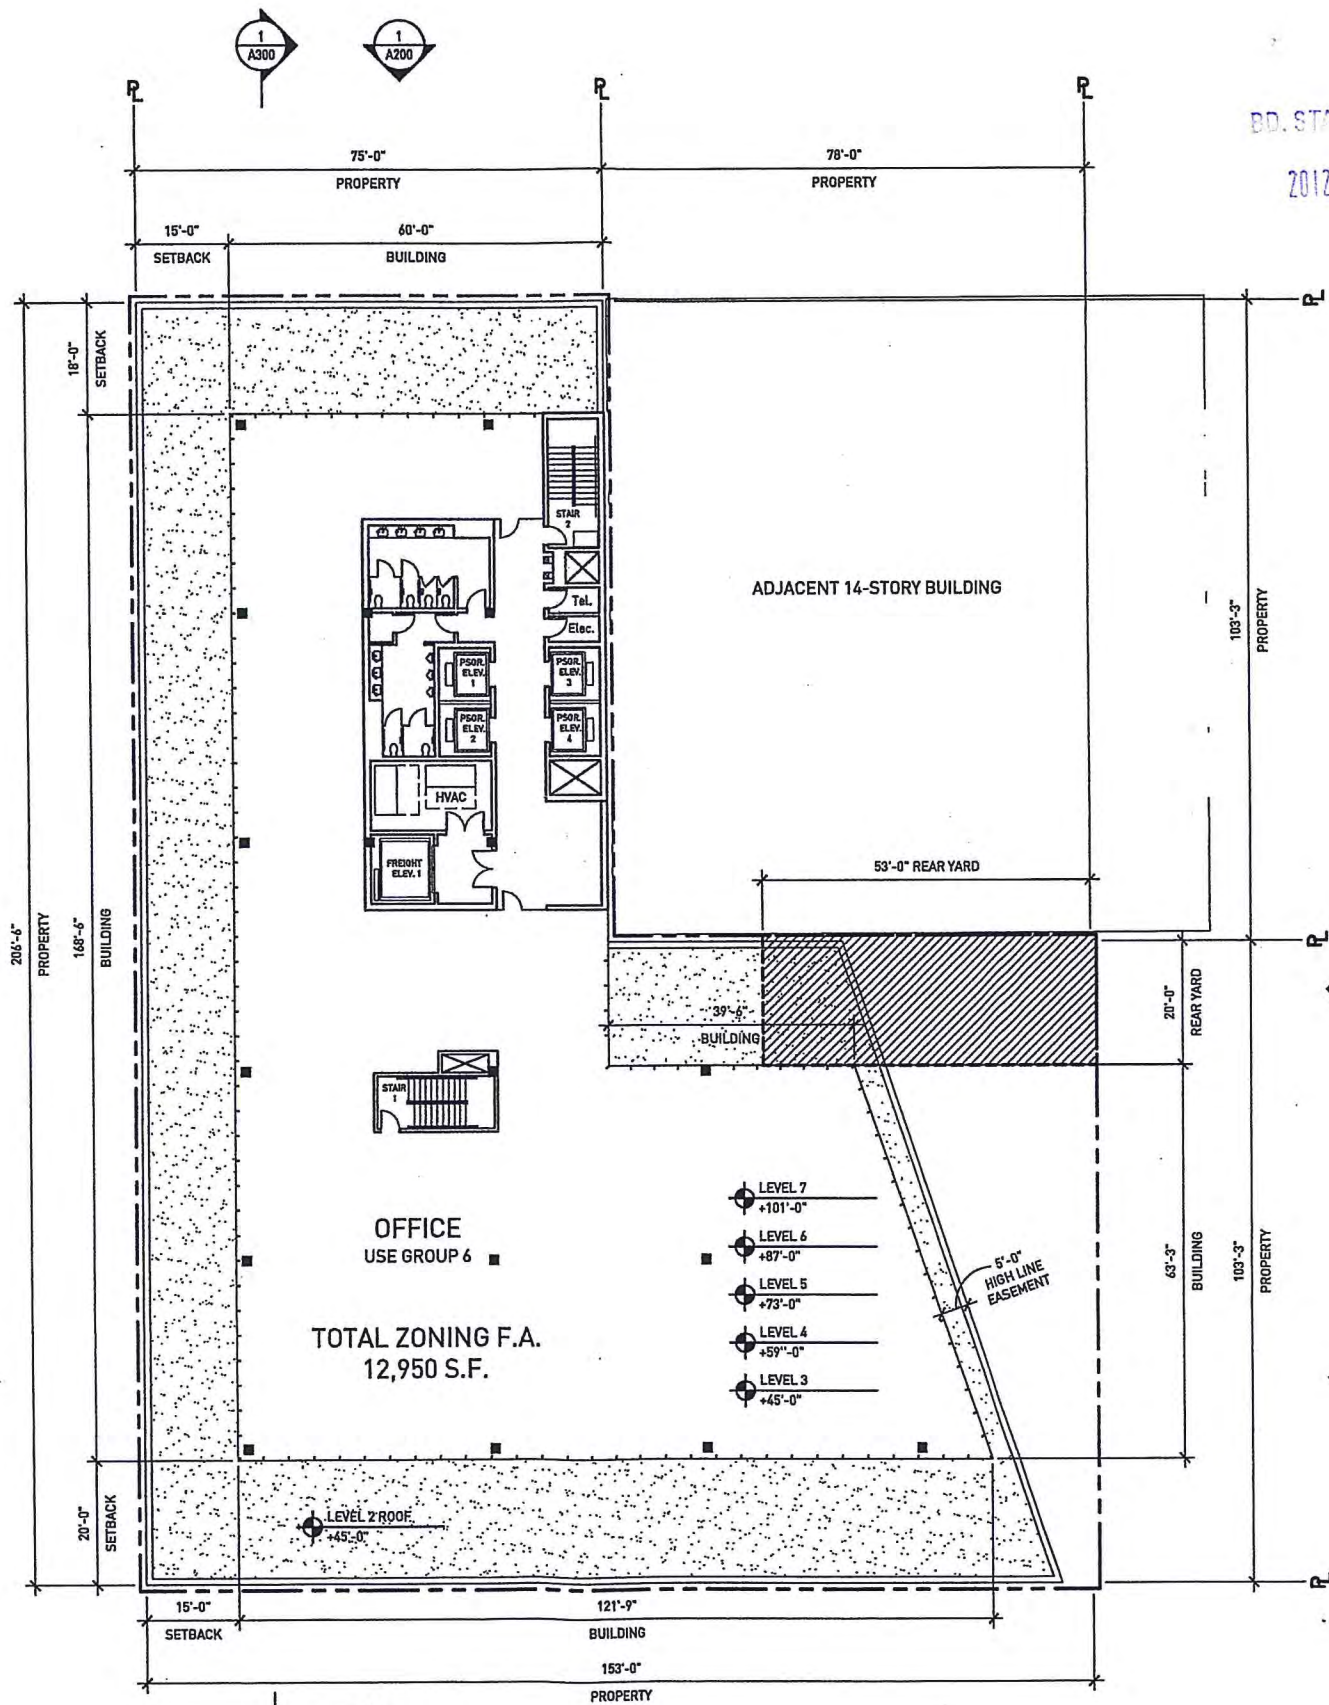 1
A300
1
A200
PL
PL
PL
BD. ST
2012
75'-0"
PROPERTY
78'-0"
PROPERTY
15'-0"
SETBACK
60'-0"
BUILDING
PL
18'-0"
SETBACK
STAIR
2
ADJACENT 14-STORY BUILDING
Tel.
Elec.
103'-3"
PROPERTY
PSGR.
ELEV.
1
PSGR.
ELEV.
3
PSGR.
ELEV.
2
PSGR.
ELEV.
4
HVAC
FREIGHT
ELEV. 1
53'-0" REAR YARD
206'-6"
PROPERTY
168'-6"
BUILDING
PL
20'-0"
REAR YARD
39'-6"
BUILDING
STAIR
1
LEVEL 7
+101'-0"
OFFICE
USE GROUP 6
LEVEL 6
+87'-0"
5'-0"
HIGH LINE
EASEMENT
63'-3"
BUILDING
103'-3"
PROPERTY
LEVEL 5
+73'-0"
TOTAL ZONING F.A.
12,950 S.F.
LEVEL 4
+59"-0"
LEVEL 3
+45'-0"
20'-0"
SETBACK
LEVEL 2 ROOF
+45'-0"
PL
15'-0"
SETBACK
121'-9"
BUILDING
153'-0"
PROPERTY